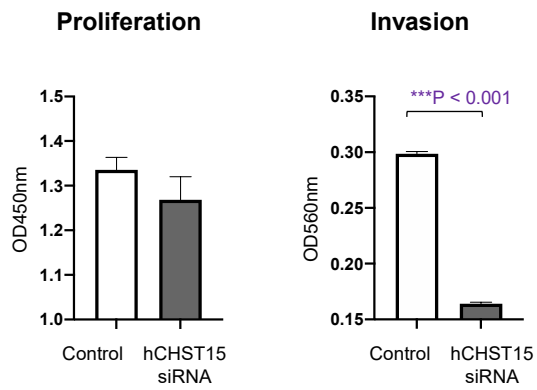 Proliferation
OD450nm
1.5
1.4
1.3
1.2
1.1
1.0
Control
hCHST15
siRNA
Invasion
***P < 0.001
OD560nm
0.35
0.30
0.25
0.20
0.15
Control
hCHST15
siRNA